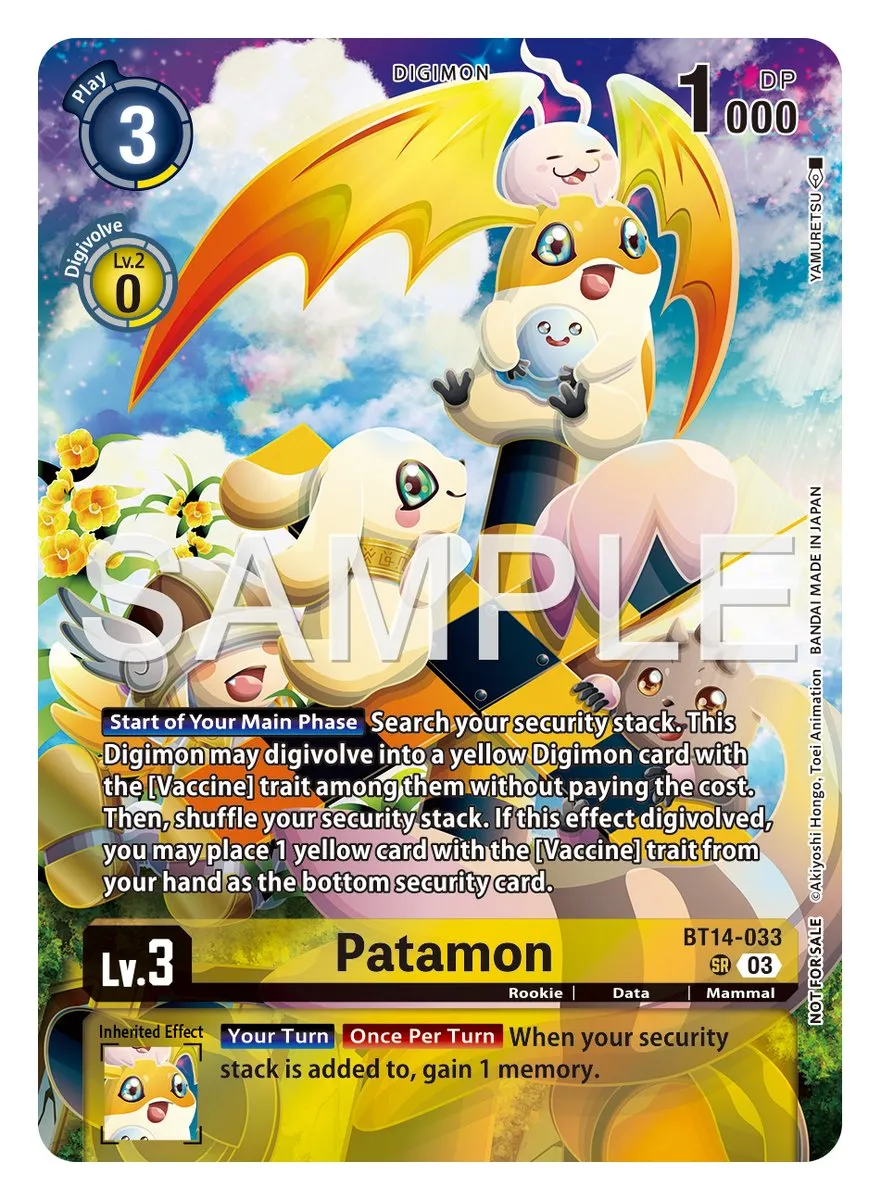 DIGIMON
Play
3
1000
DP
Digivolve
Lv.2
0
YAMURETSU
SAMPLE
Start of Your Main Phase Search your security stack. This
Digimon may digivolve into a yellow Digimon card with
the [Vaccine] trait among them without paying the cost.
Then, shuffle your security stack. If this effect digivolved,
you may place 1 yellow card with the [Vaccine] trait from
your hand as the bottom security card.
©Akiyoshi Hongo, Toei Animation BANDAI MADE IN JAPAN
NOT FOR SALE
Lv.3
Patamon
BT14-033
SR 03
Rookie | Data | Mammal
Inherited Effect
Your Turn Once Per Turn When your security
stack is added to, gain 1 memory.